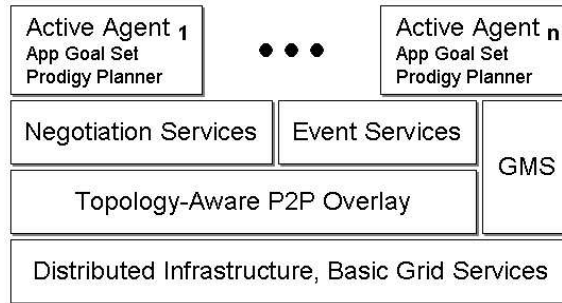 Active Agent 1
App Goal Set
Prodigy Planner
Active Agent n
App Goal Set
Prodigy Planner
Negotiation Services
Event Services
GMS
Topology-Aware P2P Overlay
Distributed Infrastructure, Basic Grid Services